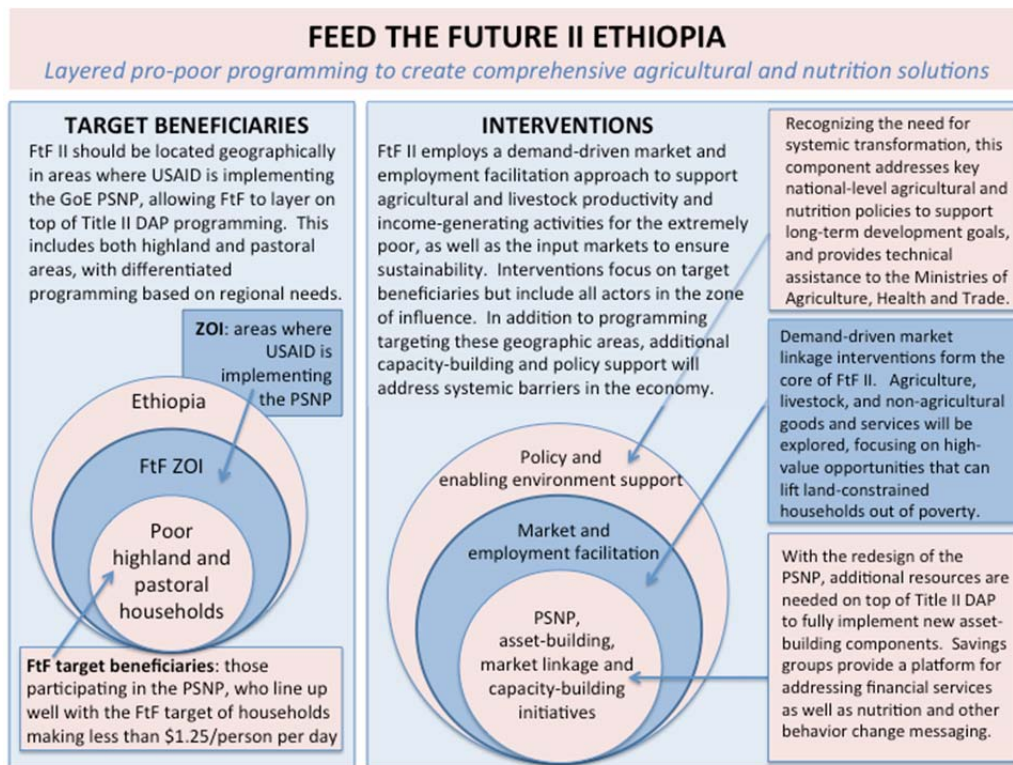 FEED THE FUTURE II ETHIOPIA
Layered pro-poor programming to create comprehensive agricultural and nutrition solutions
TARGET BENEFICIARIES
FtF II should be located geographically
in areas where USAID is implementing
the GoE PSNP, allowing FtF to layer on
top of Title II DAP programming. This
includes both highland and pastoral
areas, with differentiated
programming based on regional needs.
ZOI: areas where
USAID is
implementing
the PSNP
Ethiopia
FtF ZOI
Poor
highland and
pastoral
households
FtF target beneficiaries: those
participating in the PSNP, who line up
well with the FtF target of households
making less than $1.25/person per day
INTERVENTIONS
FtF II employs a demand-driven market and
employment facilitation approach to support
agricultural and livestock productivity and
income-generating activities for the extremely
poor, as well as the input markets to ensure
sustainability. Interventions focus on target
beneficiaries but include all actors in the zone
of influence. In addition to programming
targeting these geographic areas, additional
capacity-building and policy support will
address systemic barriers in the economy.
Policy and
enabling environment support
Market and
employment facilitation
PSNP,
asset-building,
market linkage and
capacity-building
initiatives
Recognizing the need for
systemic transformation, this
component addresses key
national-level agricultural and
nutrition policies to support
long-term development goals,
and provides technical
assistance to the Ministries of
Agriculture, Health and Trade.
Demand-driven market
linkage interventions form the
core of FtF II. Agriculture,
livestock, and non-agricultural
goods and services will be
explored, focusing on high-
value opportunities that can
lift land-constrained
households out of poverty.
With the redesign of the
PSNP, additional resources are
needed on top of Title II DAP
to fully implement new asset-
building components. Savings
groups provide a platform for
addressing financial services
as well as nutrition and other
behavior change messaging.